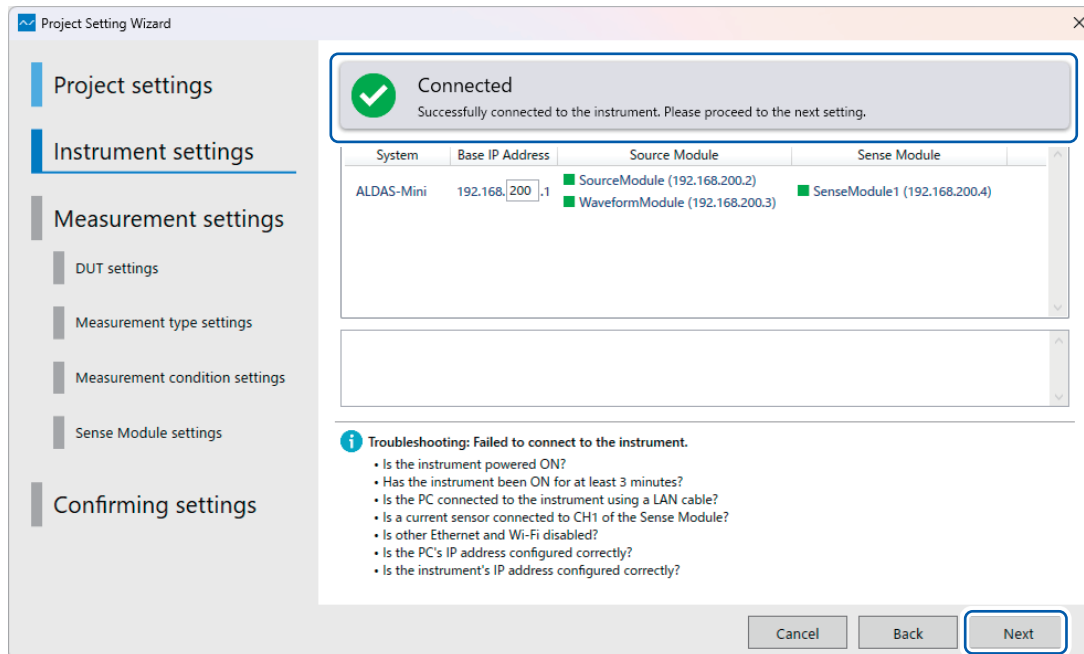 Project Setting Wizard
Project settings
Instrument settings
Measurement settings
DUT settings
Measurement type settings
Measurement condition settings
Sense Module settings
Confirming settings
Connected
Successfully connected to the instrument. Please proceed to the next setting.
System Base IP Address Source Module Sense Module
ALDAS-Mini 192.168. 200 .1 SourceModule (192.168.200.2) SenseModule1 (192.168.200.4)
WaveformModule (192.168.200.3)
Troubleshooting: Failed to connect to the instrument.
• Is the instrument powered ON?
• Has the instrument been ON for at least 3 minutes?
• Is the PC connected to the instrument using a LAN cable?
• Is a current sensor connected to CH1 of the Sense Module?
• Is other Ethernet and Wi-Fi disabled?
• Is the PC's IP address configured correctly?
• Is the instrument's IP address configured correctly?
Cancel Back Next